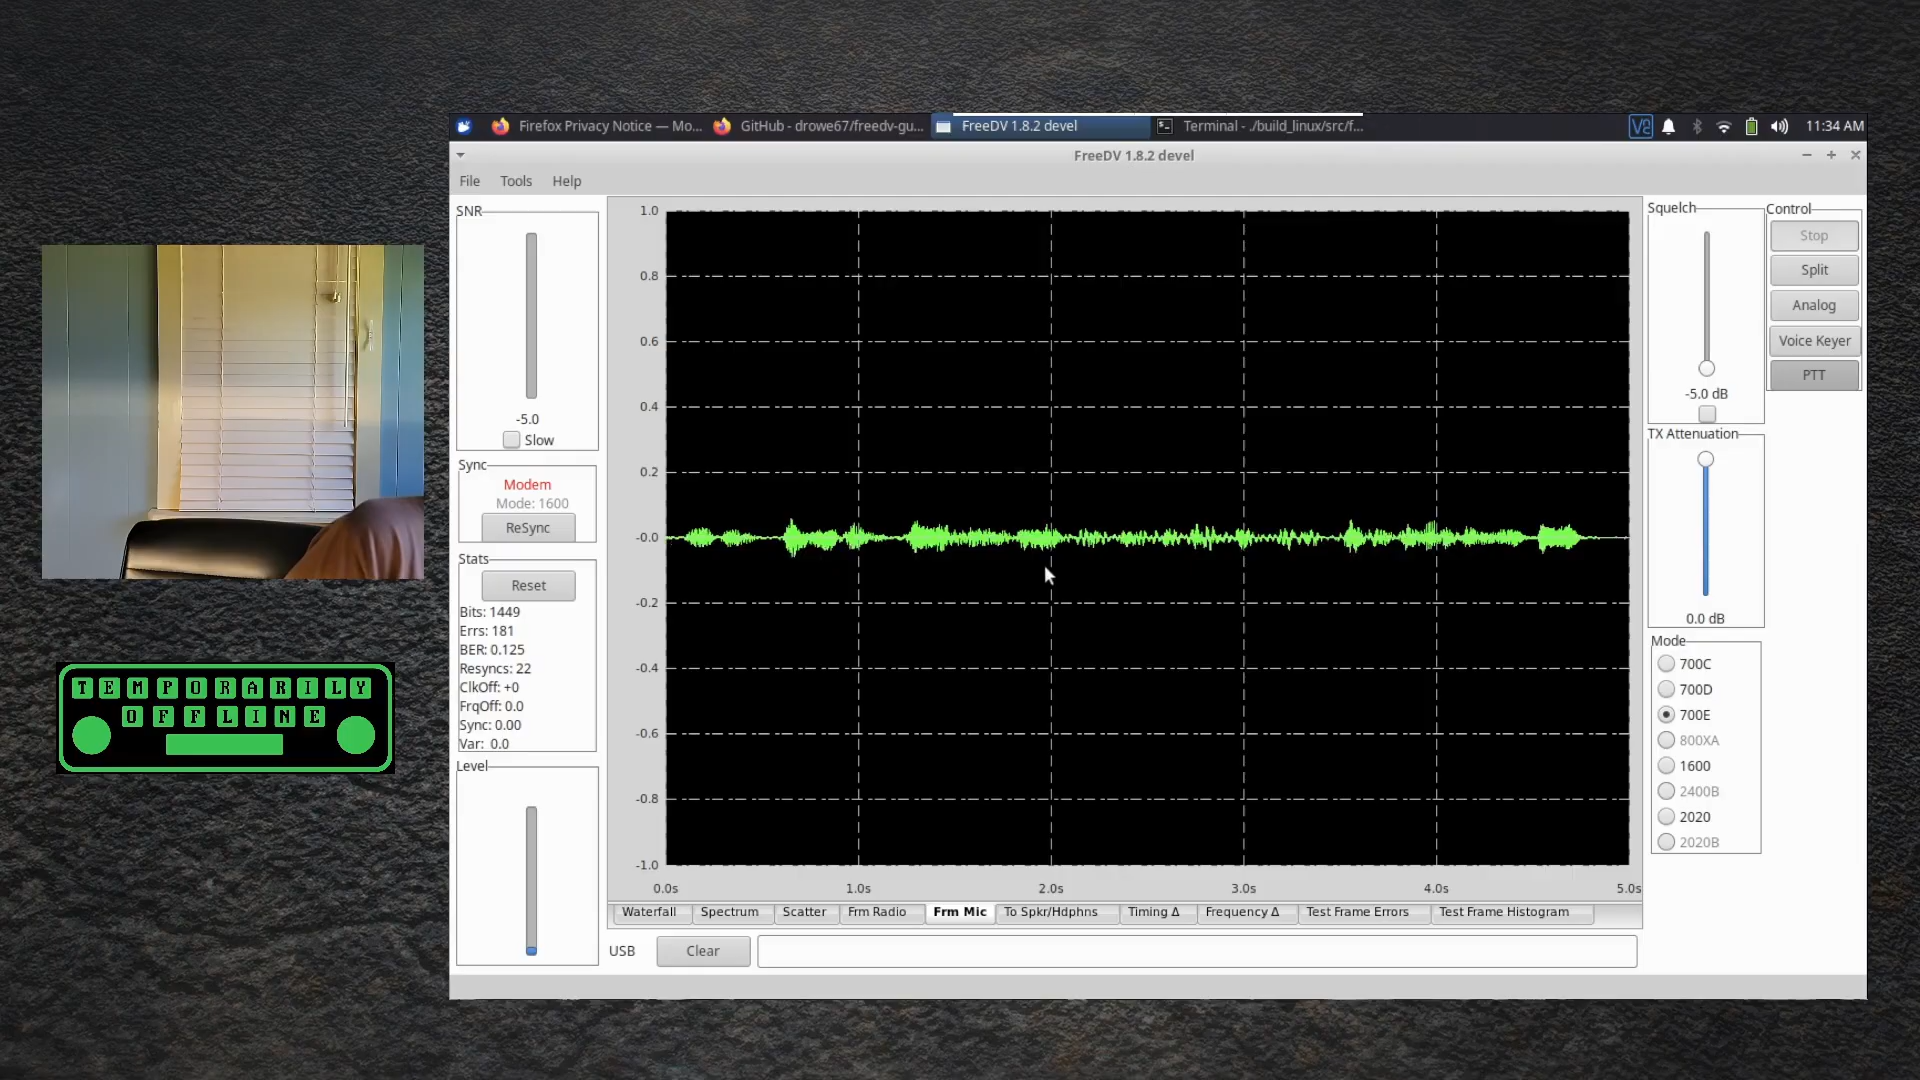 Firefox Privacy Notice — Mo...
GitHub - drowe67/freedv-gu...
FreeDV 1.8.2 devel
Terminal - ./build_linux/src/f...
11:34 AM
FreeDV 1.8.2 devel
File Tools Help
SNR
-5.0
Slow
Sync
Modem
Mode: 1600
ReSync
Stats
Reset
Bits: 1449
Errs: 181
BER: 0.125
Resyncs: 22
ClkOff: +0
FrqOff: 0.0
Sync: 0.00
Var: 0.0
Level
1.0
0.8
0.6
0.4
0.2
-0.0
-0.2
-0.4
-0.6
-0.8
-1.0
0.0s 1.0s 2.0s 3.0s 4.0s 5.0s
Waterfall Spectrum Scatter Frm Radio Frm Mic To Spkr/Hdphns Timing Δ Frequency Δ Test Frame Errors Test Frame Histogram
USB Clear
Squelch
-5.0 dB
TX Attenuation
0.0 dB
Mode
700C
700D
700E
800XA
1600
2400B
2020
2020B
Control
Stop
Split
Analog
Voice Keyer
PTT
TEMPORARILY
OFFLINE